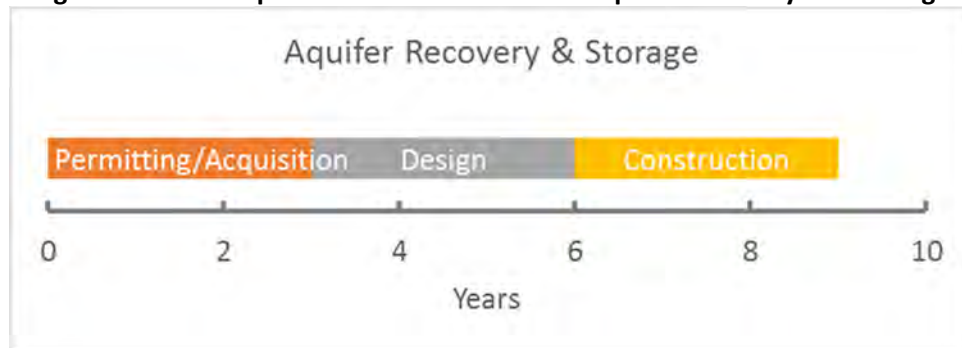 Aquifer Recovery & Storage
Permitting/Acquisition Design Construction
0 2 4 6 8 10
Years